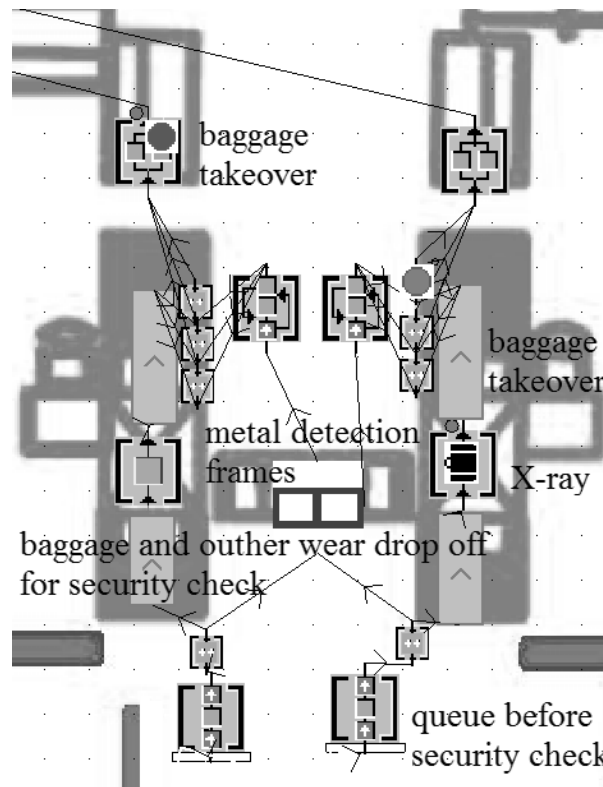 baggage
takeover
baggage
takeover
metal detection
frames
X-ray
baggage and outher wear drop off
for security check
queue before
security check